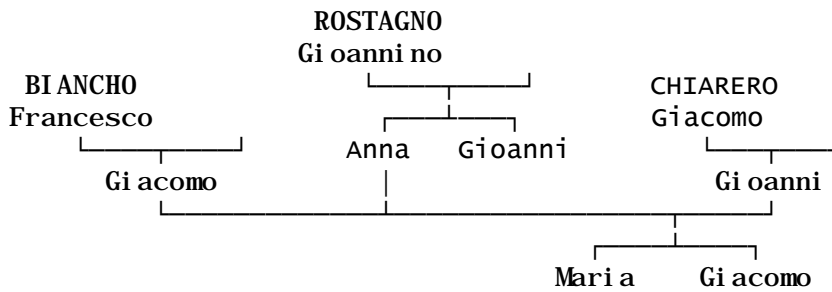 ROSTAGNO
Gioannino
BIANCHO
CHIARERO
Francesco
Giacomo
Anna Gioanni
Giacomo
Gioanni
Maria Giacomo